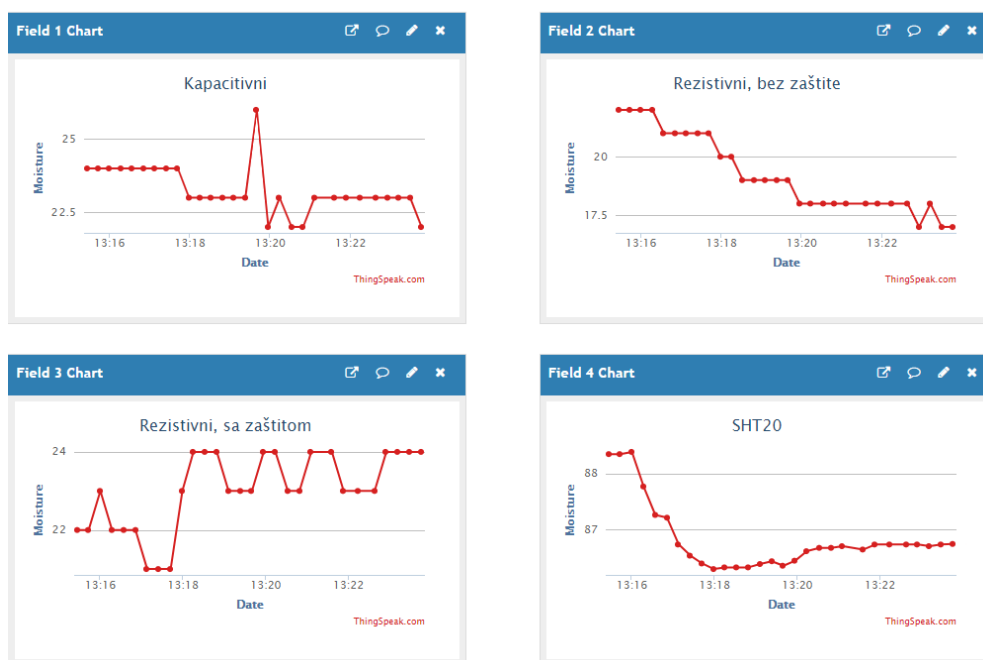 Field 1 Chart
Kapacitivni
25
22.5
Moisture
13:16 13:18 13:20 13:22
Date
ThingSpeak.com
Field 2 Chart
Rezistivni, bez zaštite
20
17.5
Moisture
13:16 13:18 13:20 13:22
Date
ThingSpeak.com
Field 3 Chart
Rezistivni, sa zaštitom
24
22
Moisture
13:16 13:18 13:20 13:22
Date
ThingSpeak.com
Field 4 Chart
SHT20
88
87
Moisture
13:16 13:18 13:20 13:22
Date
ThingSpeak.com